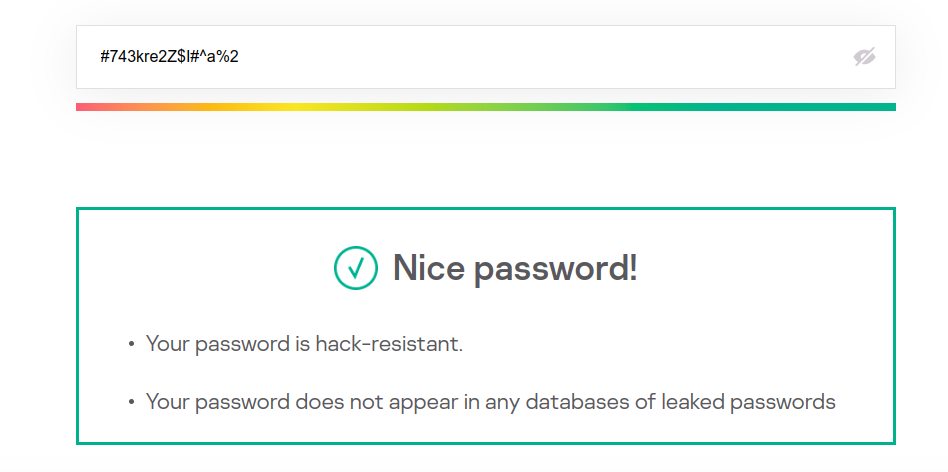 #743kre2Z$I#^a%2
Nice password!
• Your password is hack-resistant.
• Your password does not appear in any databases of leaked passwords